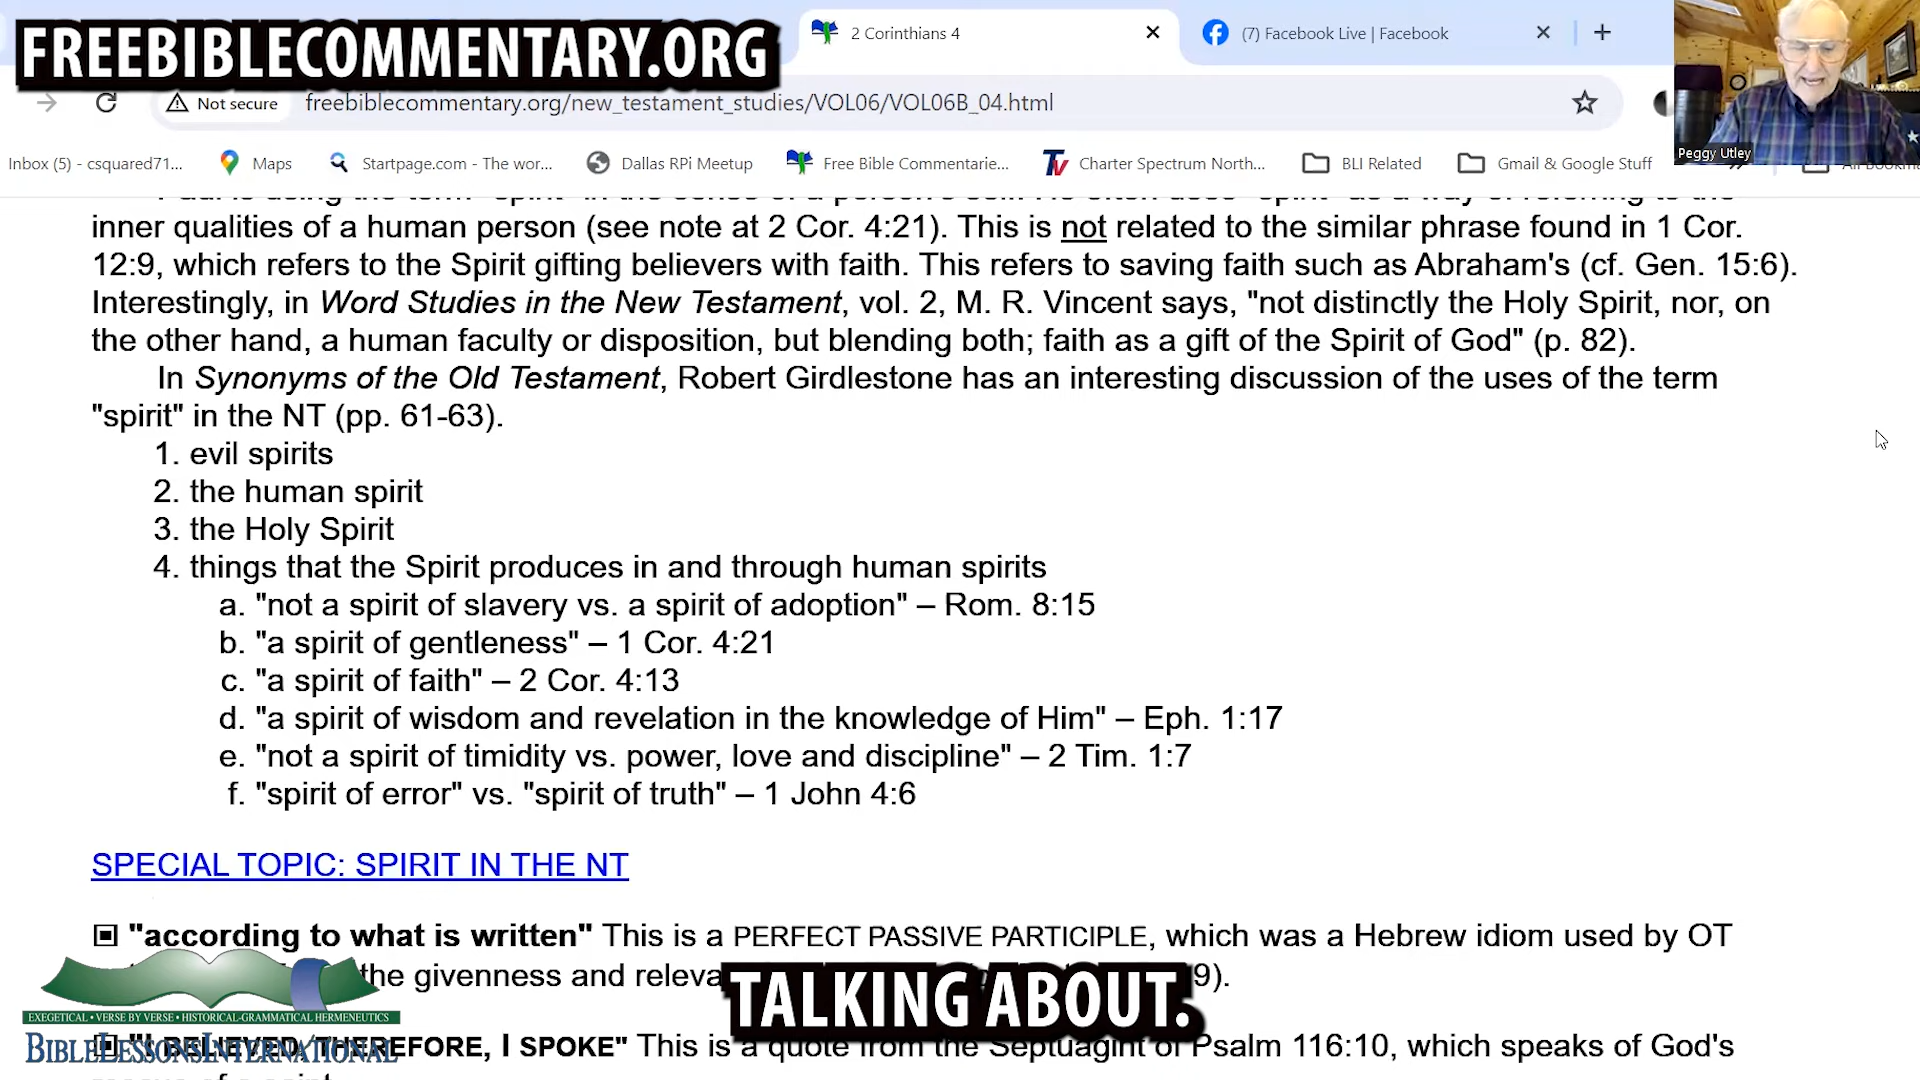 FREEBIBLECOMMENTARY.ORG
2 Corinthians 4
(7) Facebook Live | Facebook
Not secure
freebiblecommentary.org/new_testament_studies/VOL06/VOL06B_04.html
Peggy Utley
Inbox (5) - csquared71...
Maps
Startpage.com - The wor...
Dallas RPi Meetup
Free Bible Commentarie...
Charter Spectrum North...
BLI Related
Gmail & Google Stuff
inner qualities of a human person (see note at 2 Cor. 4:21). This is not related to the similar phrase found in 1 Cor.
12:9, which refers to the Spirit gifting believers with faith. This refers to saving faith such as Abraham's (cf. Gen. 15:6).
Interestingly, in Word Studies in the New Testament, vol. 2, M. R. Vincent says, "not distinctly the Holy Spirit, nor, on
the other hand, a human faculty or disposition, but blending both; faith as a gift of the Spirit of God" (p. 82).
In Synonyms of the Old Testament, Robert Girdlestone has an interesting discussion of the uses of the term
"spirit" in the NT (pp. 61-63).
1. evil spirits
2. the human spirit
3. the Holy Spirit
4. things that the Spirit produces in and through human spirits
a. "not a spirit of slavery vs. a spirit of adoption" – Rom. 8:15
b. "a spirit of gentleness" – 1 Cor. 4:21
c. "a spirit of faith" – 2 Cor. 4:13
d. "a spirit of wisdom and revelation in the knowledge of Him" – Eph. 1:17
e. "not a spirit of timidity vs. power, love and discipline" – 2 Tim. 1:7
f. "spirit of error" vs. "spirit of truth" – 1 John 4:6
SPECIAL TOPIC: SPIRIT IN THE NT
"according to what is written" This is a PERFECT PASSIVE PARTICIPLE, which was a Hebrew idiom used by OT
the givenness and 9).
TALKING ABOUT.
EXEGETICAL • VERSE BY VERSE • HISTORICAL-GRAMMATICAL HERMENEUTICS
BIBLELESSONSINTERNATIONAL
THEREFORE, I SPOKE" This is a quote from the Septuagint of Psalm 116:10, which speaks of God's